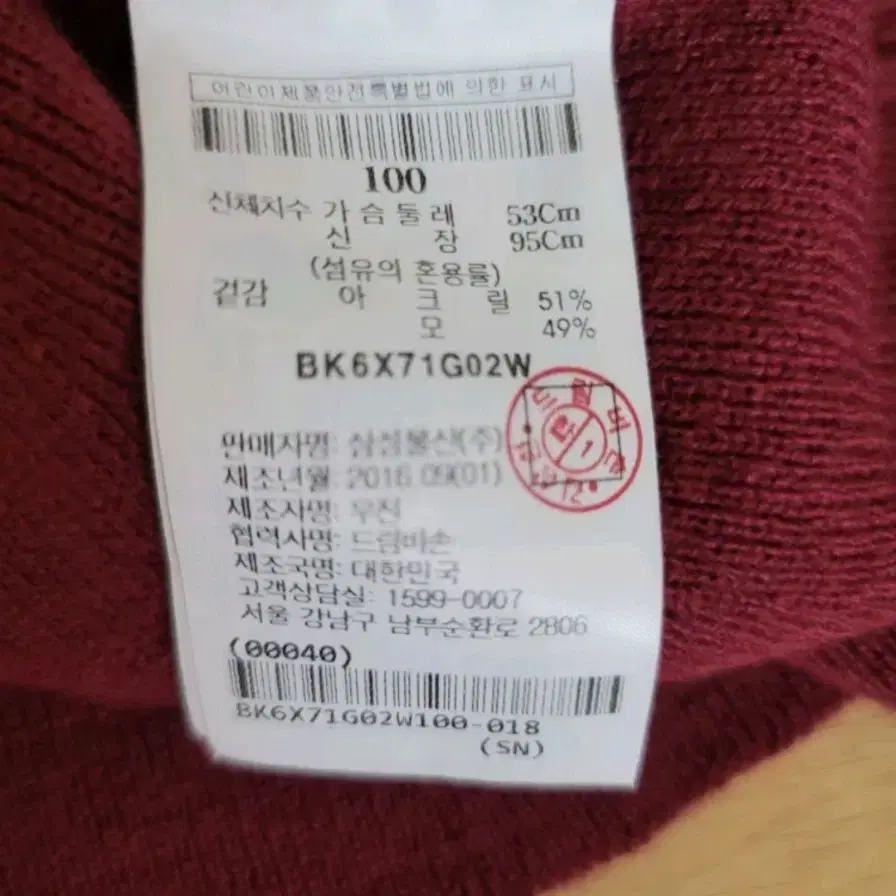 어린이제품안전특별법에 의한 표시
100
신체치수 가슴둘레 53Cm
신장 95Cm
(섬유의 혼용률)
겉감 아크릴 51%
모 49%
BK6X71G02W
판매자명: 삼성물산(주)
제조년월: 2016.09(01)
제조자명: 우진
협력사명: 드림바손
제조국명: 대한민국
고객상담실: 1599-0007
서울 강남구 남부순환로 2806
(00040)
BK6X71G02W100-018
(SN)